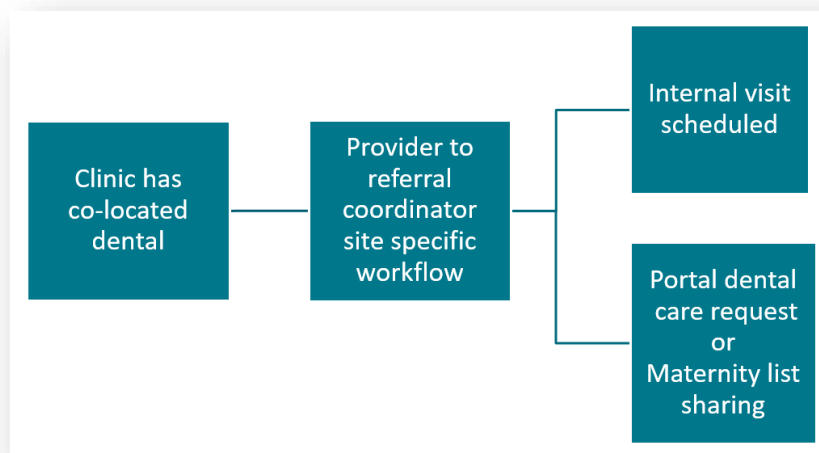 Clinic has
co-located
dental
Provider to
referral
coordinator
site specific
workflow
Internal visit
scheduled
Portal dental
care request
or
Maternity list
sharing